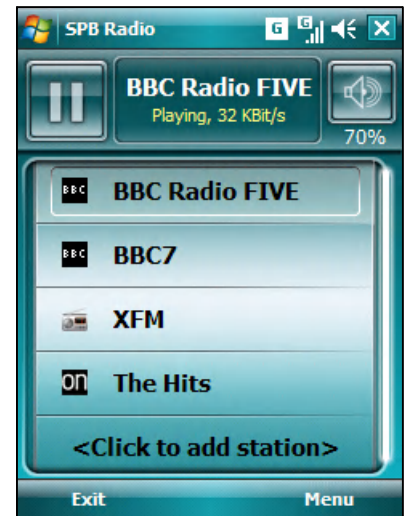 SPB Radio
G
G
BBC Radio FIVE
Playing, 32 KBit/s
70%
BBC BBC Radio FIVE
BBC BBC7
XFM
on The Hits
<Click to add station>
Exit Menu